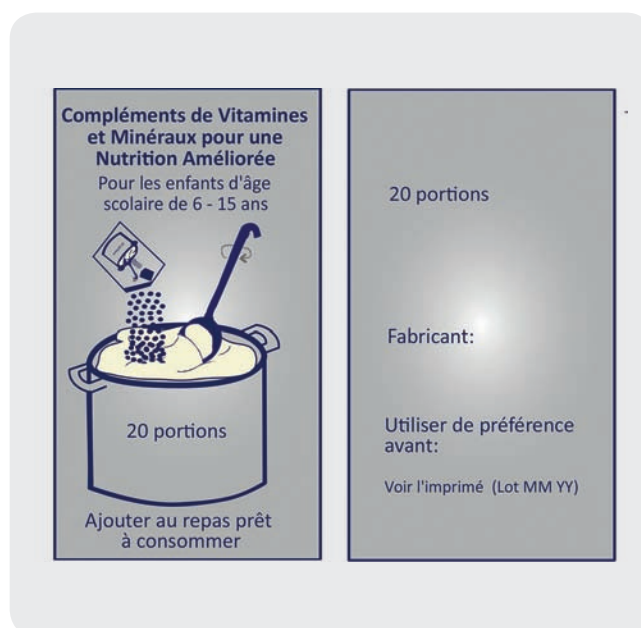 Compléments de Vitamines
et Minéraux pour une
Nutrition Améliorée
Pour les enfants d'âge
scolaire de 6 - 15 ans
20 portions
Ajouter au repas prêt
à consommer
20 portions
Fabricant:
Utiliser de préférence
avant:
Voir l'imprimé (Lot MM YY)